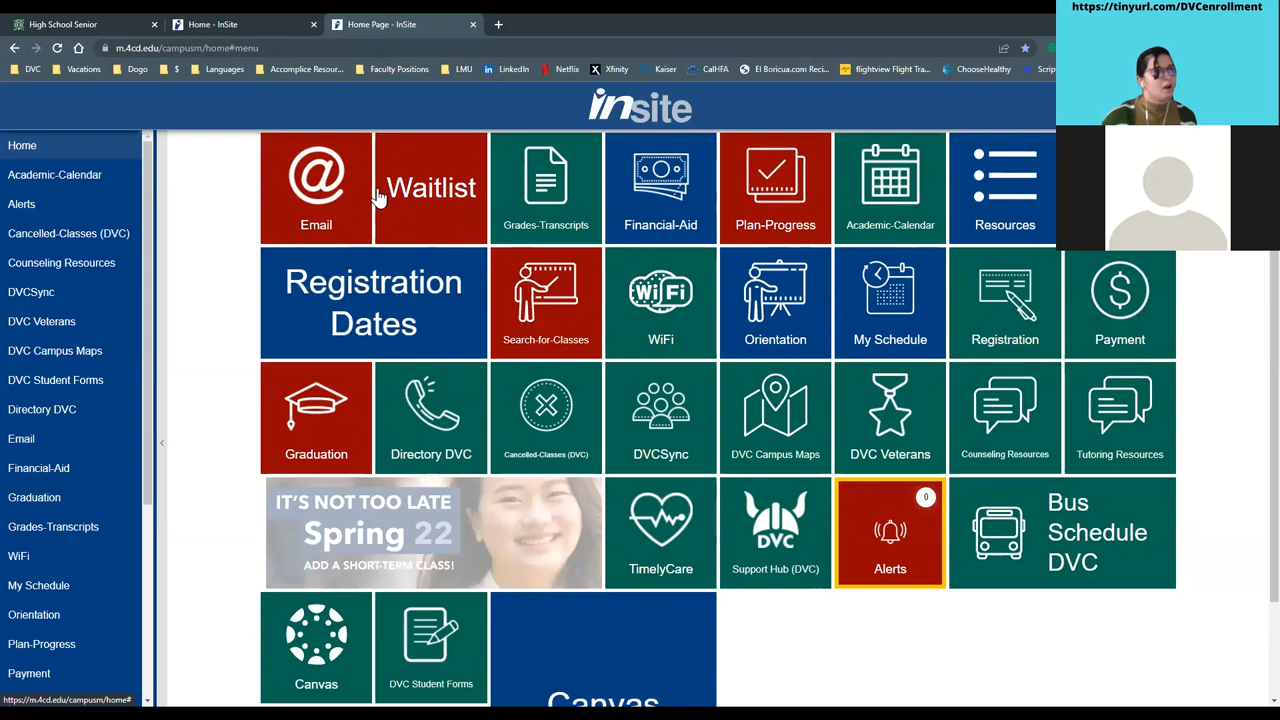 https://tinyurl.com/DVCenrollment
High School Senior
Home - InSite
Home Page - InSite
m.4cd.edu/campusm/home#menu
DVC
Vacations
Dogo
$
Languages
Accomplice Resour...
Faculty Positions
LMU
LinkedIn
Netflix
Xfinity
Kaiser
CalHFA
El Boricua.com Reci...
flightview Flight Tra...
ChooseHealthy
Scrip
insite
Home
Academic-Calendar
Alerts
Cancelled-Classes (DVC)
Counseling Resources
DVCSync
DVC Veterans
DVC Campus Maps
DVC Student Forms
Directory DVC
Email
Financial-Aid
Graduation
Grades-Transcripts
WiFi
My Schedule
Orientation
Plan-Progress
Payment
https://m.4cd.edu/campusm/home#
@
Email
Waitlist
Grades-Transcripts
Financial-Aid
Plan-Progress
Academic-Calendar
Resources
Registration
Dates
Search-for-Classes
WiFi
WiFi
Orientation
My Schedule
Registration
$
Payment
Graduation
Directory DVC
Cancelled-Classes (DVC)
DVCSync
DVC Campus Maps
DVC Veterans
Counseling Resources
Tutoring Resources
IT'S NOT TOO LATE
Spring 22
ADD A SHORT-TERM CLASS!
TimelyCare
DVC
Support Hub (DVC)
0
Alerts
Bus
Schedule
DVC
Canvas
DVC Student Forms
Canvas